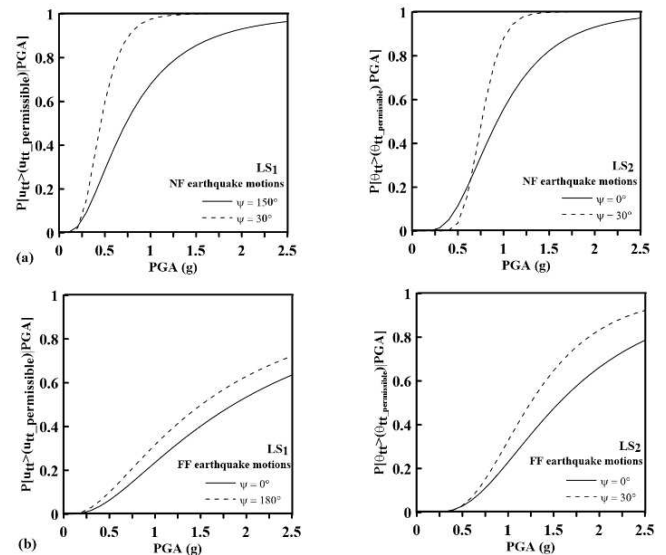 P[utt>(utt_permissible)|PGA]
1
0.8
0.6
0.4
0.2
0
LS1
NF earthquake motions
ψ = 150°
ψ = 30°
0 0.5 1 1.5 2 2.5
PGA (g)
(a)
P[θtt>(θtt_permissible) PGA]
1
0.8
0.6
0.4
0.2
0
LS2
NF earthquake motions
ψ = 0°
ψ – 30°
0 0.5 1 1.5 2 2.5
PGA (g)
P[utt>(utt_permissible)|PGA]
1
0.8
0.6
0.4
0.2
0
LS1
FF earthquake motions
ψ = 0°
ψ = 180°
0 0.5 1 1.5 2 2.5
PGA (g)
(b)
P[θtt>(θtt_permissible)|PGA]
1
0.8
0.6
0.4
0.2
0
LS2
FF earthquake motions
ψ = 0°
ψ = 30°
0 0.5 1 1.5 2 2.5
PGA (g)